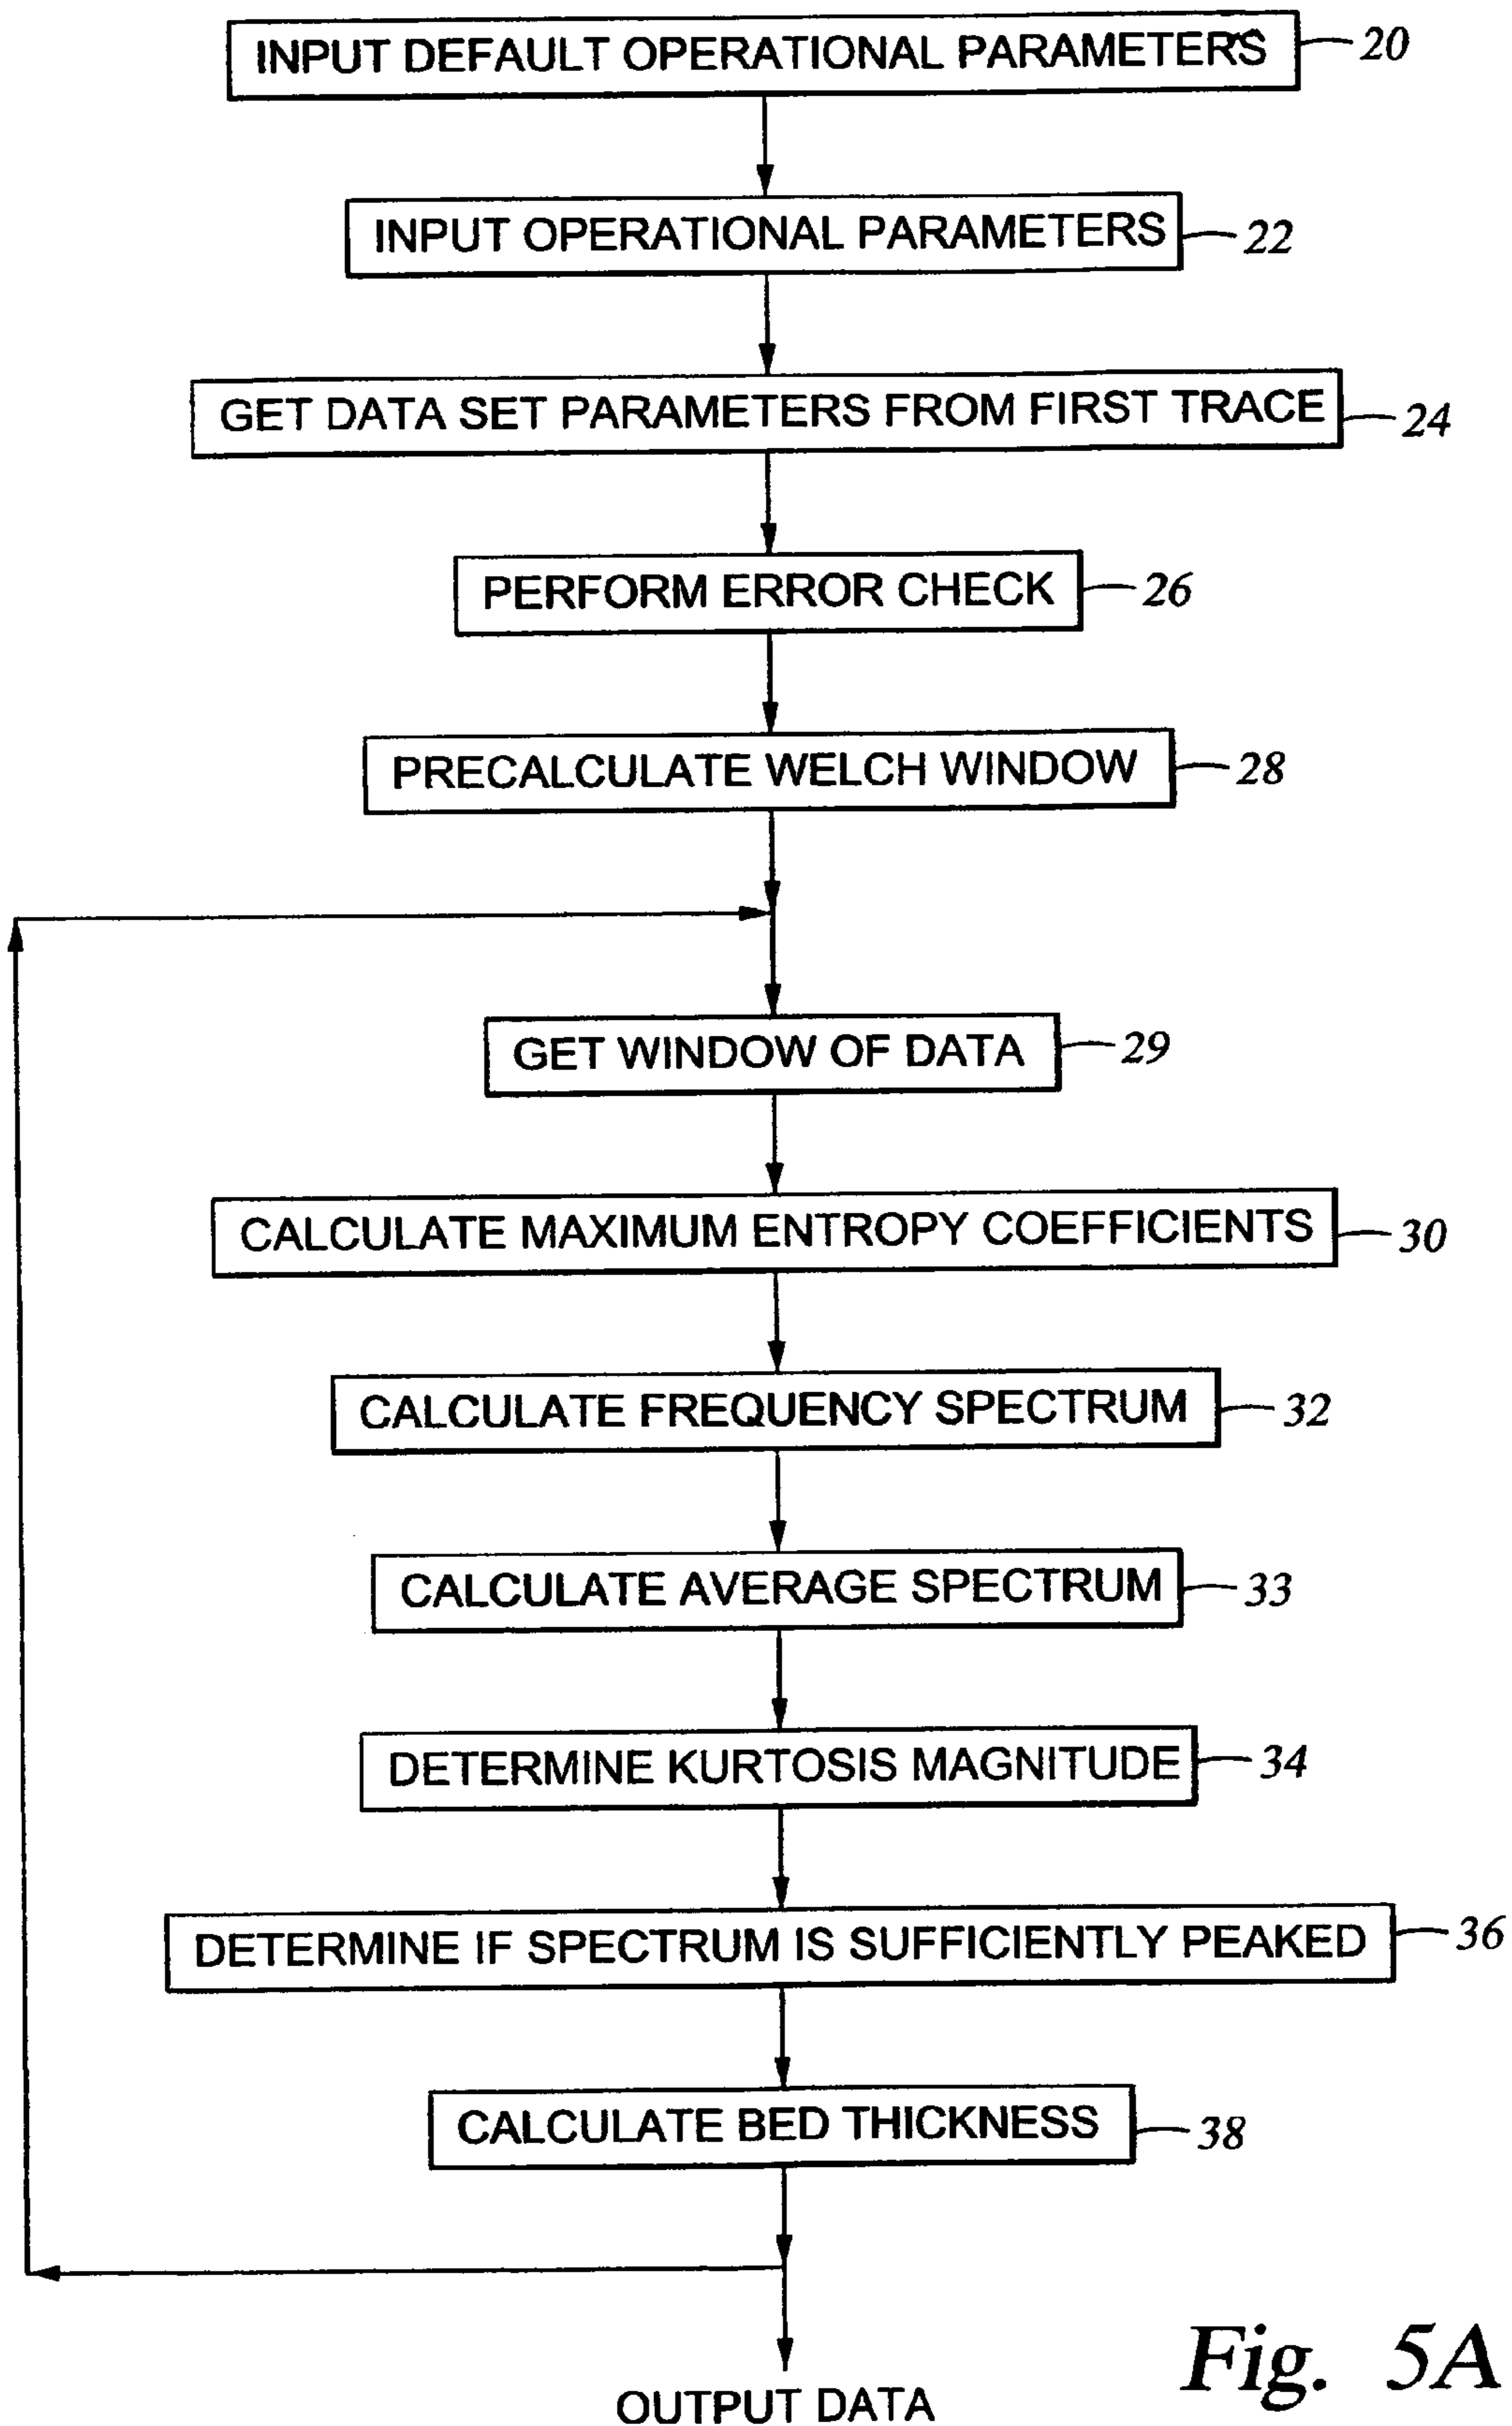 INPUT DEFAULT OPERATIONAL PARAMETERS 20
INPUT OPERATIONAL PARAMETERS 22
GET DATA SET PARAMETERS FROM FIRST TRACE 24
PERFORM ERROR CHECK 26
PRECALCULATE WELCH WINDOW 28
GET WINDOW OF DATA 29
CALCULATE MAXIMUM ENTROPY COEFFICIENTS 30
CALCULATE FREQUENCY SPECTRUM 32
CALCULATE AVERAGE SPECTRUM 33
DETERMINE KURTOSIS MAGNITUDE 34
DETERMINE IF SPECTRUM IS SUFFICIENTLY PEAKED 36
CALCULATE BED THICKNESS 38
OUTPUT DATA
Fig. 5A